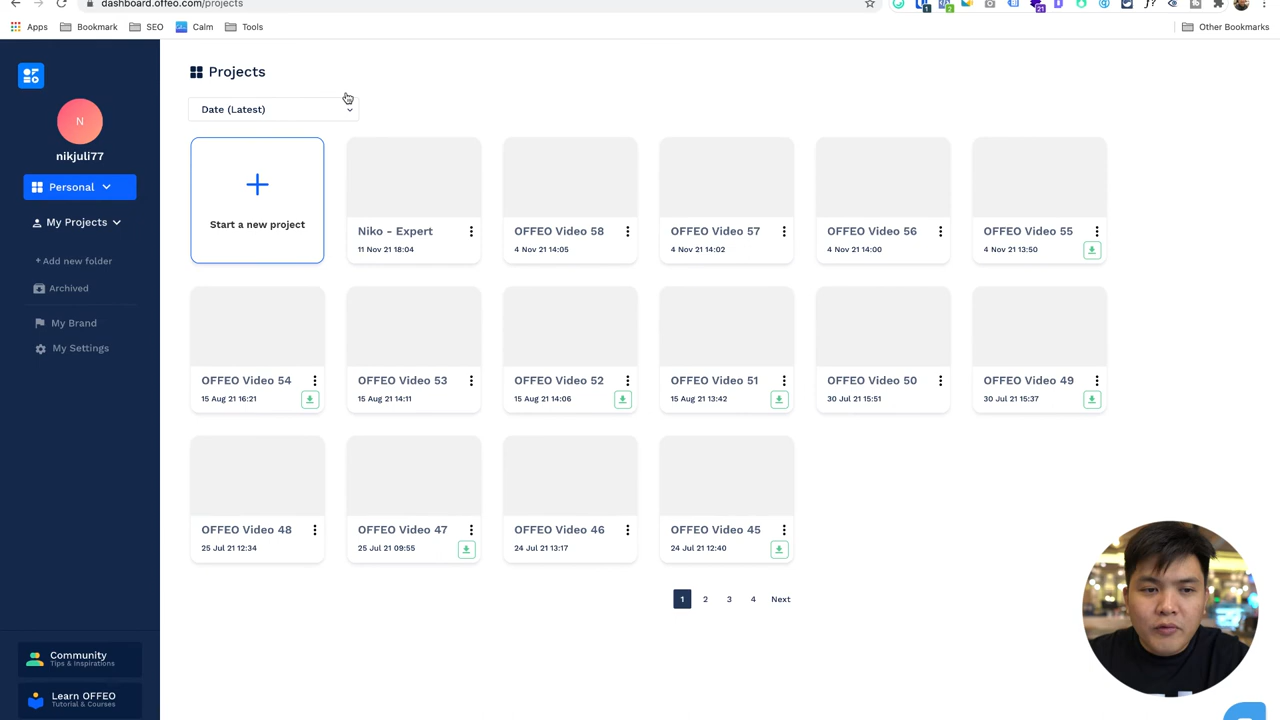 dashboard.offeo.com/projects
Apps
Bookmark
SEO
Calm
Tools
Other Bookmarks
1
2
21
f?
N
nikjuli77
Personal
My Projects
+ Add new folder
Archived
My Brand
My Settings
Community
Tips & Inspirations
Learn OFFEO
Tutorial & Courses
Projects
Date (Latest)
Start a new project
Niko - Expert
11 Nov 21 18:04
OFFEO Video 58
4 Nov 21 14:05
OFFEO Video 57
4 Nov 21 14:02
OFFEO Video 56
4 Nov 21 14:00
OFFEO Video 55
4 Nov 21 13:50
OFFEO Video 54
15 Aug 21 16:21
OFFEO Video 53
15 Aug 21 14:11
OFFEO Video 52
15 Aug 21 14:06
OFFEO Video 51
15 Aug 21 13:42
OFFEO Video 50
30 Jul 21 15:51
OFFEO Video 49
30 Jul 21 15:37
OFFEO Video 48
25 Jul 21 12:34
OFFEO Video 47
25 Jul 21 09:55
OFFEO Video 46
24 Jul 21 13:17
OFFEO Video 45
24 Jul 21 12:40
1 2 3 4 Next